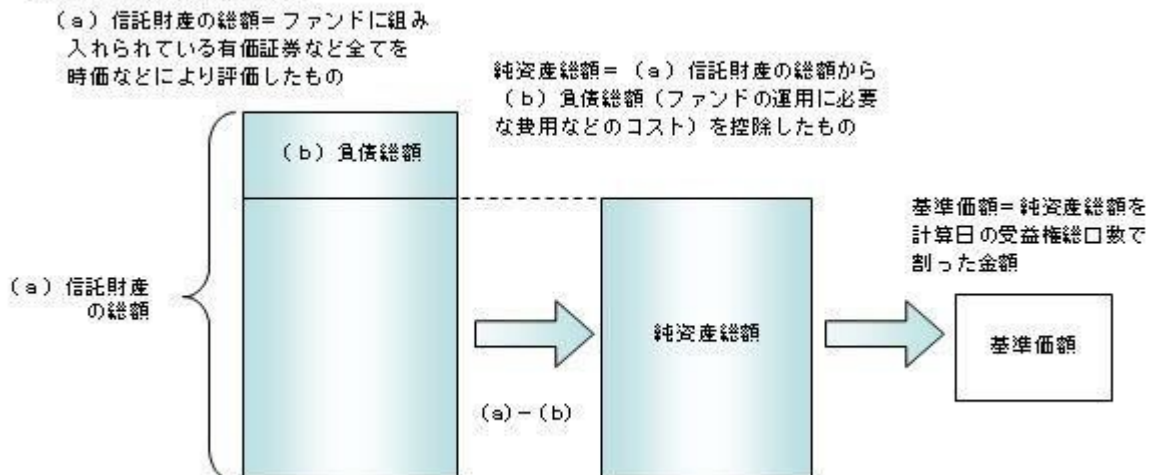 (a)信託財産の総額=ファンドに組み
入れられている有価証券など全てを
時価などにより評価したもの
純資産総額=(a)信託財産の総額から
(b)負債総額(ファンドの運用に必要
な費用などのコスト)を控除したもの
(b)負債総額
基準価額=純資産総額を
計算日の受益権総口数で
割った金額
(a)信託財産
の総額
純資産総額
基準価額
(a)-(b)